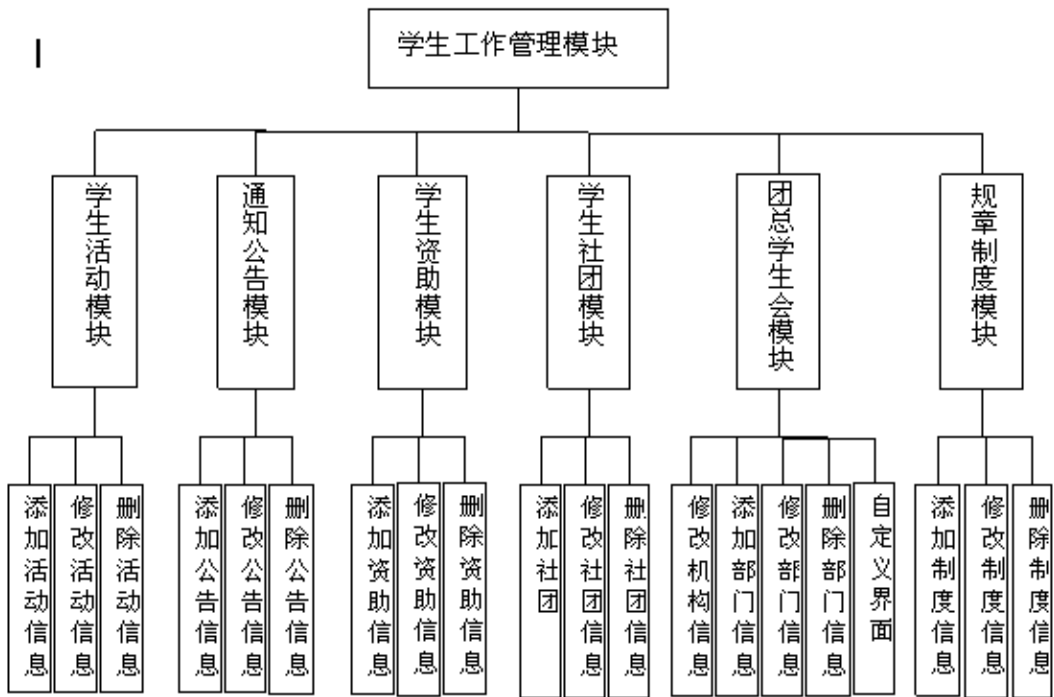 学生工作管理模块
学生活动模块
通知公告模块
学生资助模块
学生社团模块
团总学生会模块
规章制度模块
添加活动信息
修改活动信息
删除活动信息
添加公告信息
修改公告信息
删除公告信息
添加资助信息
修改资助信息
删除资助信息
添加社团
修改社团信息
删除社团信息
修改机构信息
添加部门信息
修改部门信息
删除部门信息
自定义界面
添加制度信息
修改制度信息
删除制度信息